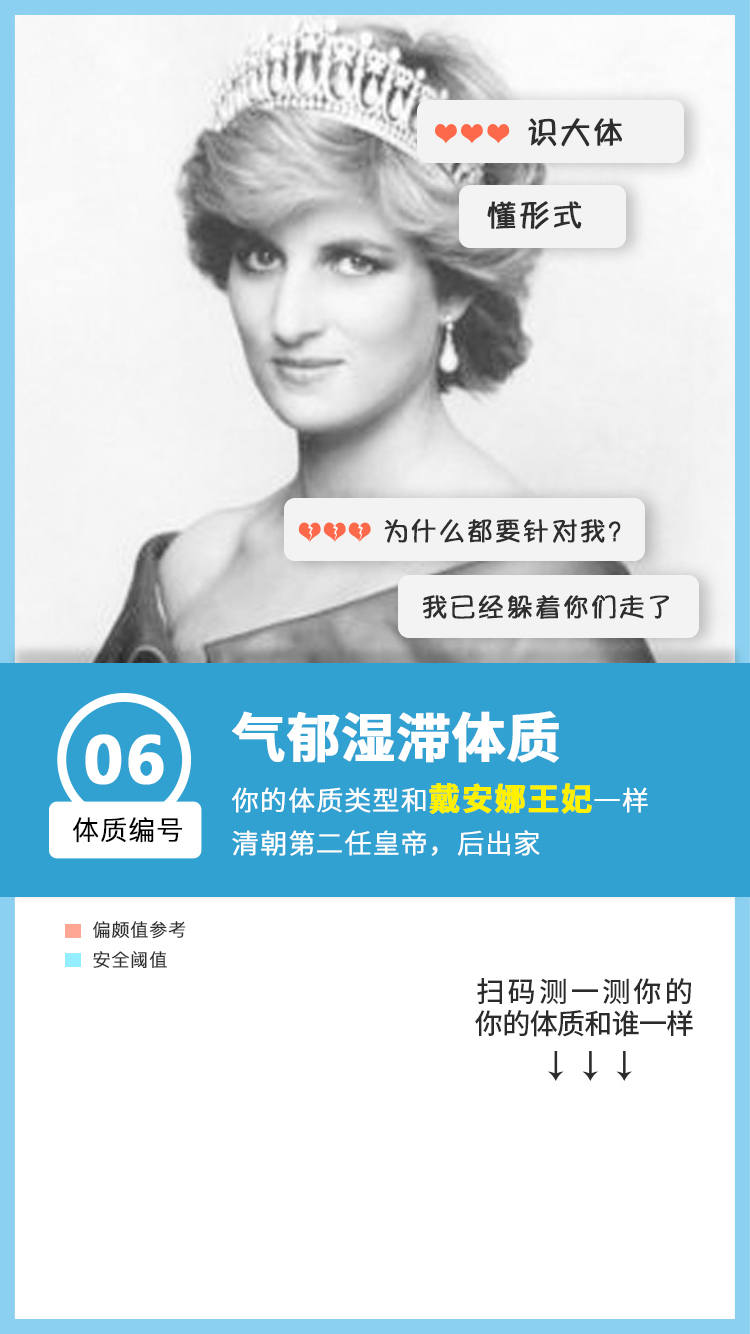 识大体
懂形式
为什么都要针对我?
我已经躲着你们走了
06
体质编号
气郁湿滞体质
你的体质类型和戴安娜王妃一样
清朝第二任皇帝，后出家
偏颇值参考
安全阈值
扫码测一测你的
你的体质和谁一样
↓ ↓ ↓